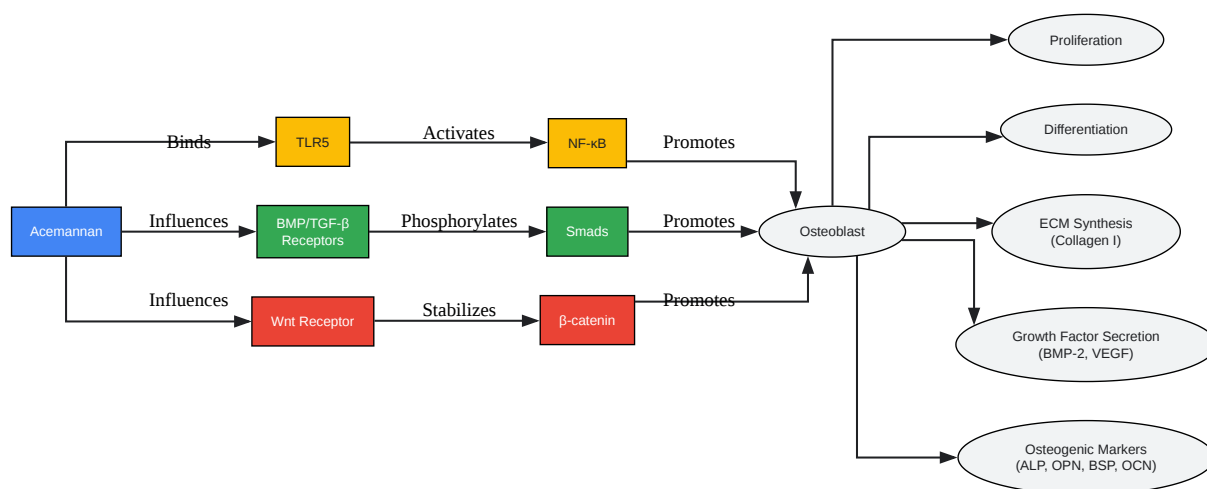 Proliferation
Binds
TLR5
Activates
NF-κB
Promotes
Differentiation
Acemannan
Influences
BMP/TGF-β
Receptors
Phosphorylates
Smads
Promotes
Osteoblast
ECM Synthesis
(Collagen I)
Influences
Wnt Receptor
Stabilizes
β-catenin
Promotes
Growth Factor Secretion
(BMP-2, VEGF)
Osteogenic Markers
(ALP, OPN, BSP, OCN)